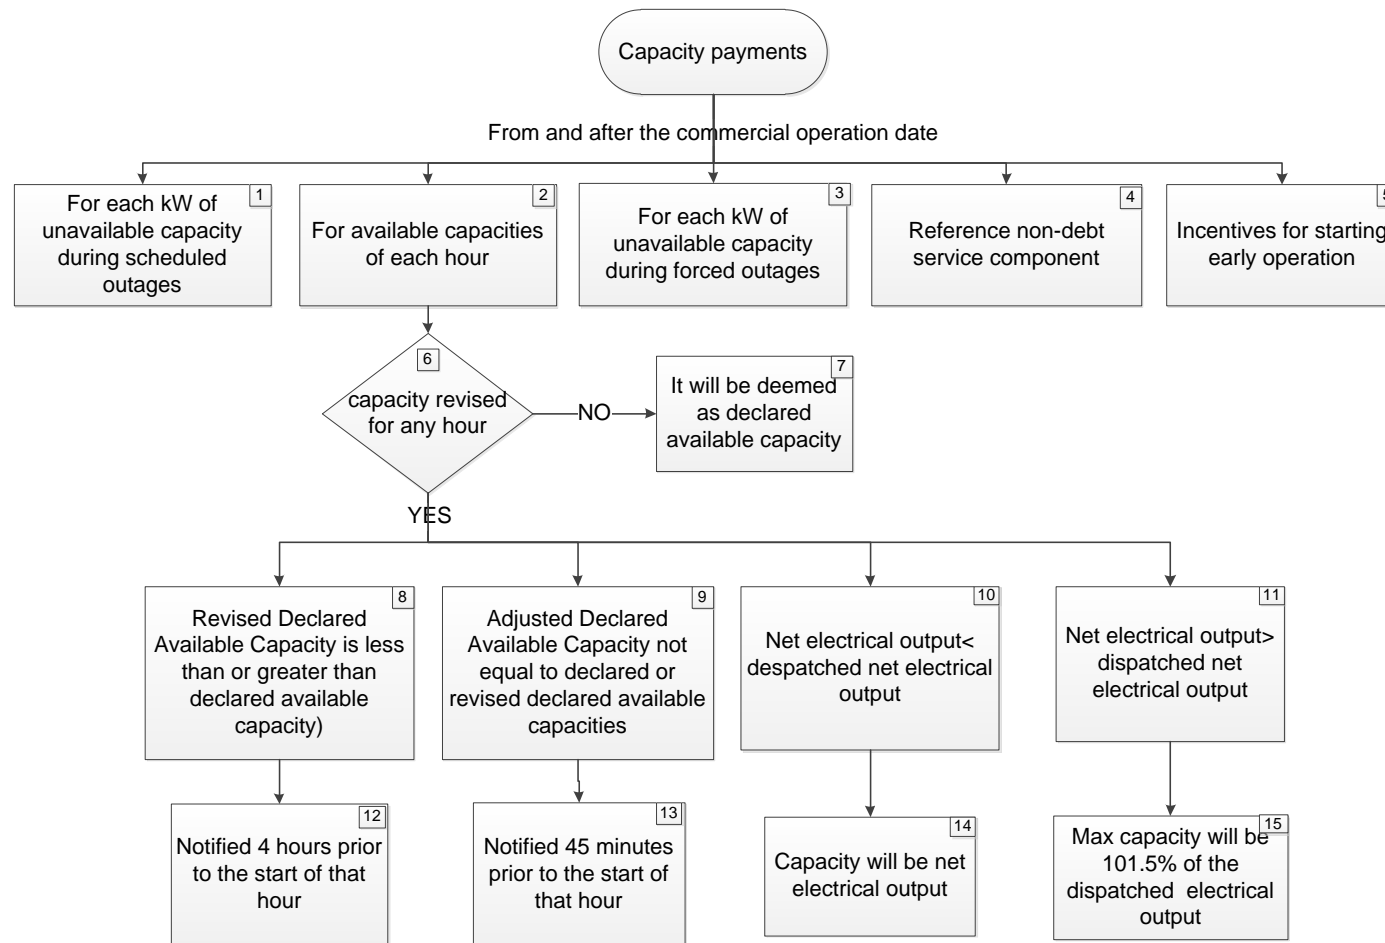 Capacity payments
From and after the commercial operation date
1
For each kW of
unavailable capacity
during scheduled
outages
2
For available capacities
of each hour
3
For each kW of
unavailable capacity
during forced outages
4
Reference non-debt
service component
5
Incentives for starting
early operation
6
capacity revised
for any hour
NO
7
It will be deemed
as declared
available capacity
YES
8
Revised Declared
Available Capacity is less
than or greater than
declared available
capacity)
9
Adjusted Declared
Available Capacity not
equal to declared or
revised declared available
capacities
10
Net electrical output<
despatched net electrical
output
11
Net electrical output>
dispatched net
electrical output
12
Notified 4 hours prior
to the start of that
hour
13
Notified 45 minutes
prior to the start of
that hour
14
Capacity will be net
electrical output
15
Max capacity will be
101.5% of the
dispatched electrical
output